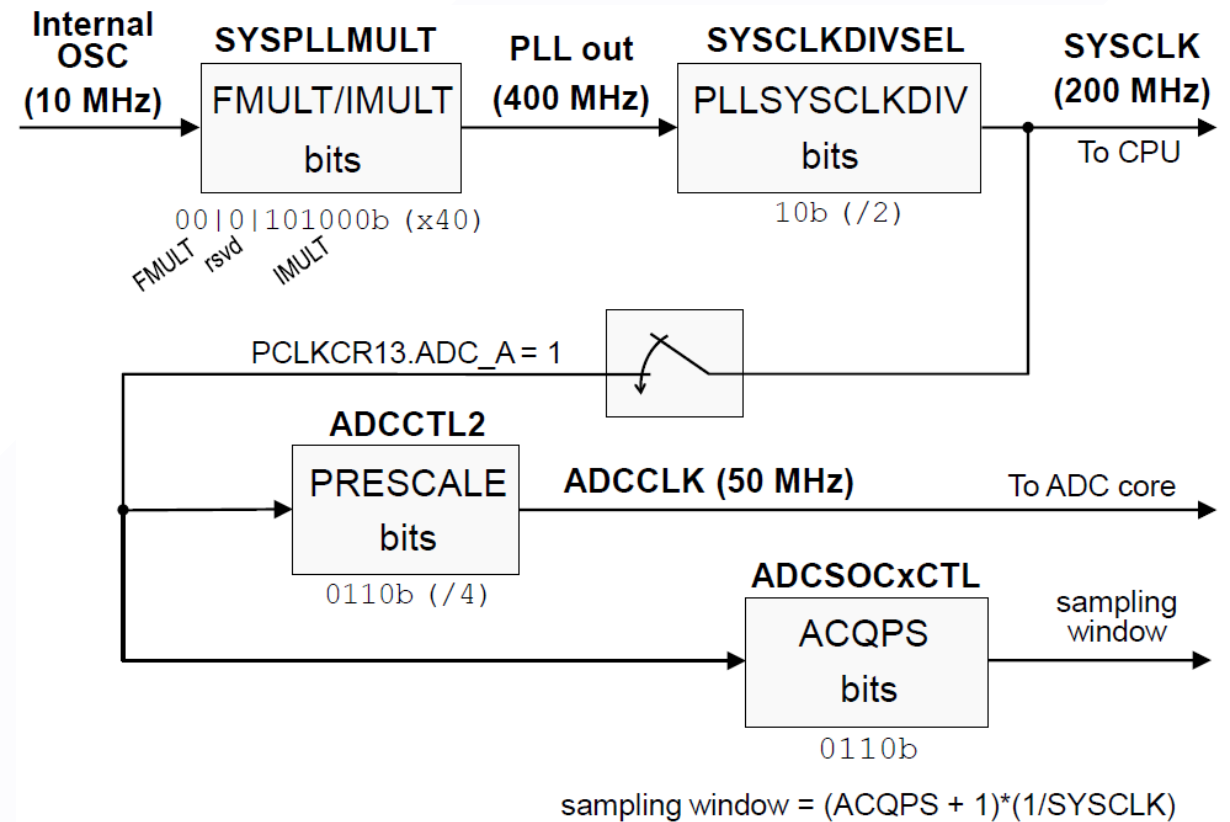 Internal
OSC
(10 MHz)
SYSPLLMULT
FMULT/IMULT
bits
00|0|101000b (x40)
FMULT
rsvd
IMULT
PLL out
(400 MHz)
SYSCLKDIVSEL
PLLSYSCLKDIV
bits
10b (/2)
SYSCLK
(200 MHz)
To CPU
PCLKCR13.ADC_A = 1
ADCCTL2
PRESCALE
bits
0110b (/4)
ADCCLK (50 MHz)
To ADC core
ADCSOCxCTL
ACQPS
bits
0110b
sampling
window
sampling window = (ACQPS + 1)*(1/SYSCLK)